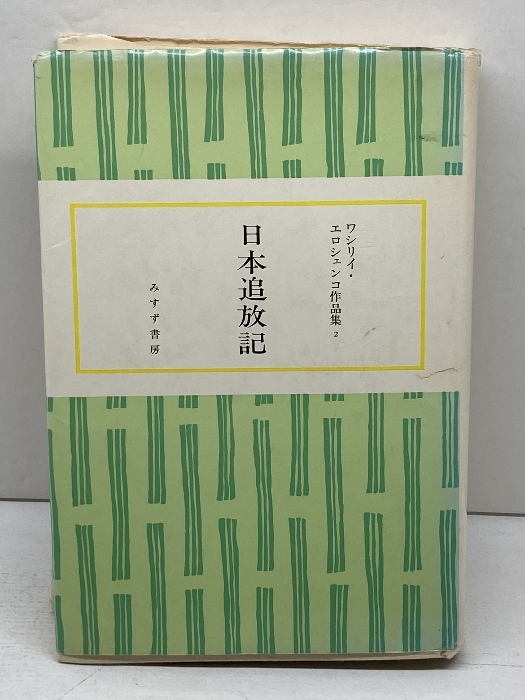 ワシリイ・
エロシェンコ作品集 2
日本追放記
みすず書房